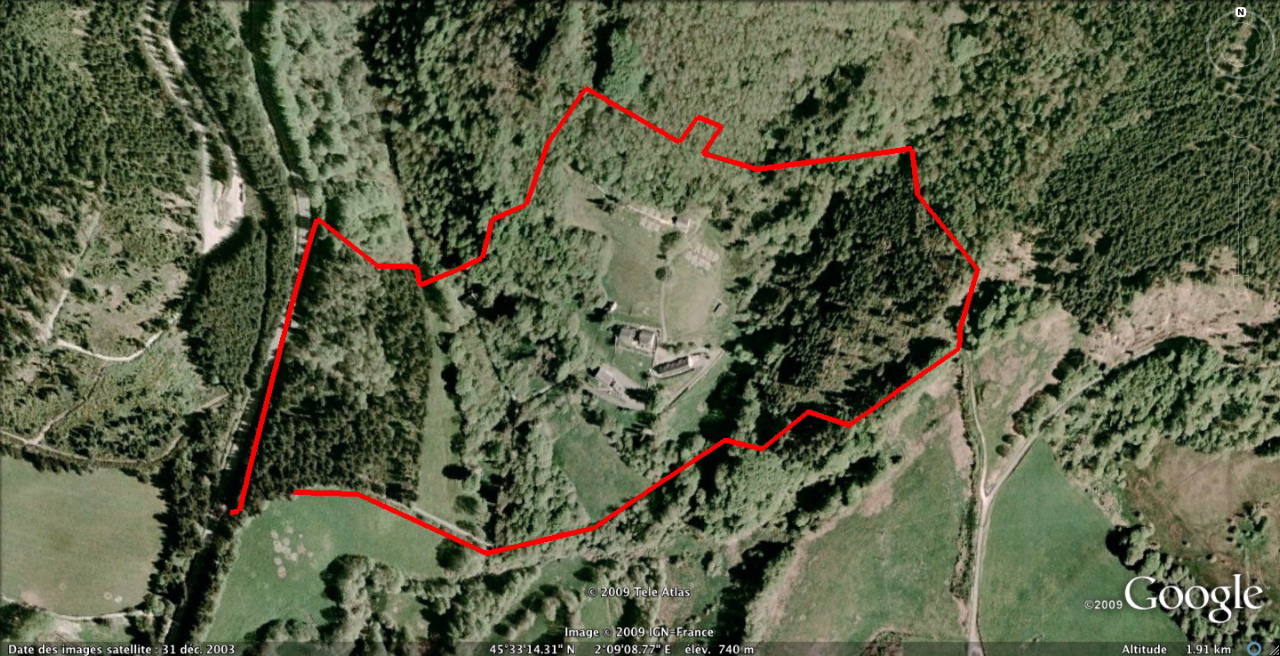 N
© 2009 Tele Atlas
©2009 Google
Image © 2009 IGN-France
Date des images satellite : 31 déc. 2003 45°33'14.31" N 2°09'08.77" E élev. 740 m Altitude 1.91 km